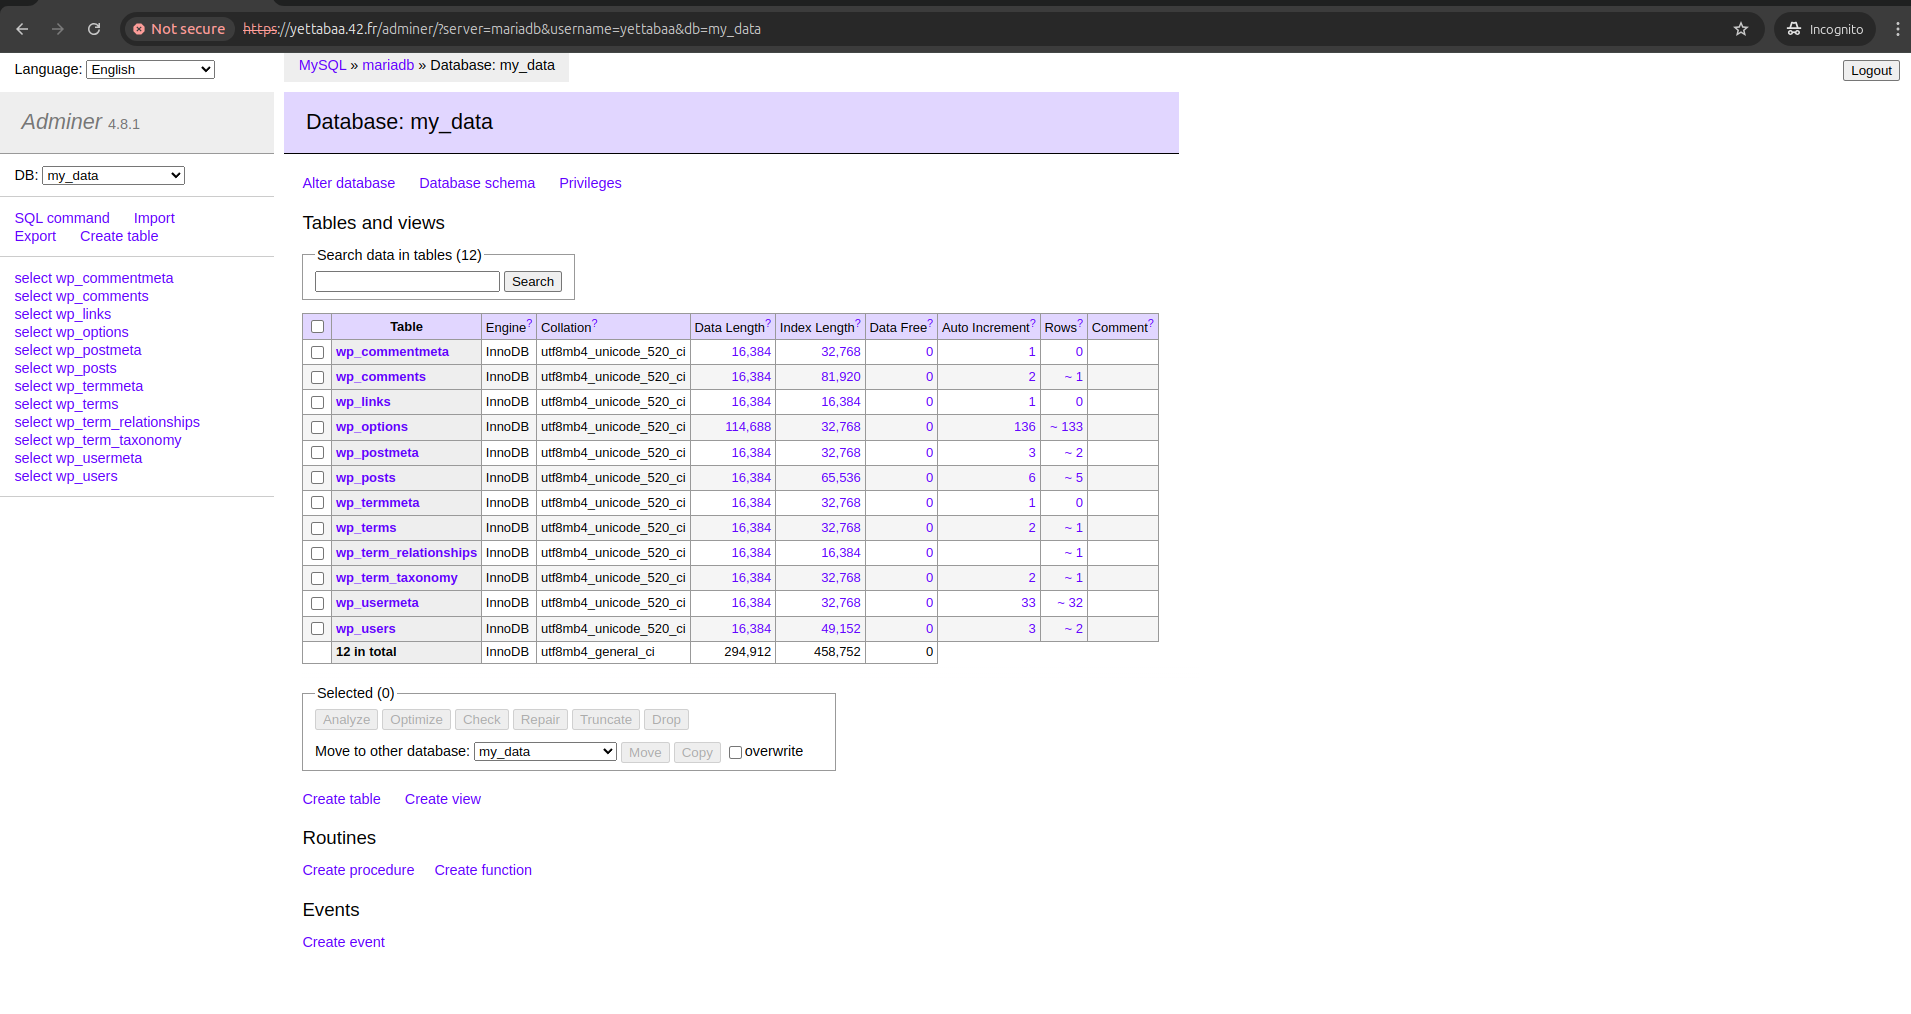 Not secure https://yettabaa.42.fr/adminer/?server=mariadb&username=yettabaa&db=my_data Incognito
Language: English
MySQL » mariadb » Database: my_data
Logout
Adminer 4.8.1
Database: my_data
DB: my_data
SQL command Import
Export Create table
select wp_commentmeta
select wp_comments
select wp_links
select wp_options
select wp_postmeta
select wp_posts
select wp_termmeta
select wp_terms
select wp_term_relationships
select wp_term_taxonomy
select wp_usermeta
select wp_users
Alter database Database schema Privileges
Tables and views
Search data in tables (12)
Search
Table Engine? Collation? Data Length? Index Length? Data Free? Auto Increment? Rows? Comment?
wp_commentmeta InnoDB utf8mb4_unicode_520_ci 16,384 32,768 0 1 0
wp_comments InnoDB utf8mb4_unicode_520_ci 16,384 81,920 0 2 ~ 1
wp_links InnoDB utf8mb4_unicode_520_ci 16,384 16,384 0 1 0
wp_options InnoDB utf8mb4_unicode_520_ci 114,688 32,768 0 136 ~ 133
wp_postmeta InnoDB utf8mb4_unicode_520_ci 16,384 32,768 0 3 ~ 2
wp_posts InnoDB utf8mb4_unicode_520_ci 16,384 65,536 0 6 ~ 5
wp_termmeta InnoDB utf8mb4_unicode_520_ci 16,384 32,768 0 1 0
wp_terms InnoDB utf8mb4_unicode_520_ci 16,384 32,768 0 2 ~ 1
wp_term_relationships InnoDB utf8mb4_unicode_520_ci 16,384 16,384 0 ~ 1
wp_term_taxonomy InnoDB utf8mb4_unicode_520_ci 16,384 32,768 0 2 ~ 1
wp_usermeta InnoDB utf8mb4_unicode_520_ci 16,384 32,768 0 33 ~ 32
wp_users InnoDB utf8mb4_unicode_520_ci 16,384 49,152 0 3 ~ 2
12 in total InnoDB utf8mb4_general_ci 294,912 458,752 0
Selected (0)
Analyze Optimize Check Repair Truncate Drop
Move to other database: my_data Move Copy overwrite
Create table Create view
Routines
Create procedure Create function
Events
Create event